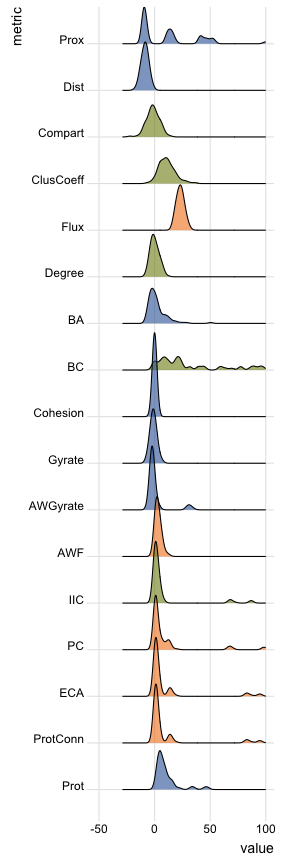 metric
Prox
Dist
Compart
ClusCoeff
Flux
Degree
BA
BC
Cohesion
Gyrate
AWGyrate
AWF
IIC
PC
ECA
ProtConn
Prot
-50 0 50 100
value